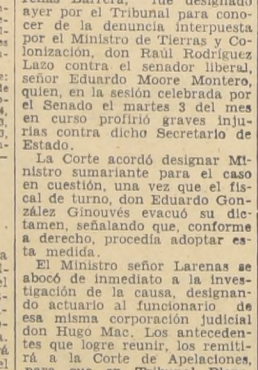 Barrera, fue designado
ayer por el Tribunal para cono-
cer de la denuncia interpuesta
por el Ministro de Tierras y Co-
lonización, don Raúl Rodríguez
Lazo contra el senador liberal,
señor Eduardo Moore Montero,
quien, en la sesión celebrada por
el Senado el martes 3 del mes
en curso profirió graves inju-
rias contra dicho Secretario de
Estado.
La Corte acordó designar Mi-
nistro sumariante para el caso
en cuestión, una vez que el fis-
cal de turno, don Eduardo Gon-
zález Ginouvés evacuó su dic-
tamen, señalando que, conforme
a derecho, procedía adoptar es-
ta medida.
El Ministro señor Larenas se
abocó de inmediato a la inves-
tigación de la causa, designan-
do actuario al funcionario de
esa misma corporación judicial
don Hugo Mac. Los anteceden-
tes que logre reunir, los remiti-
rá a la Corte de Apelaciones,